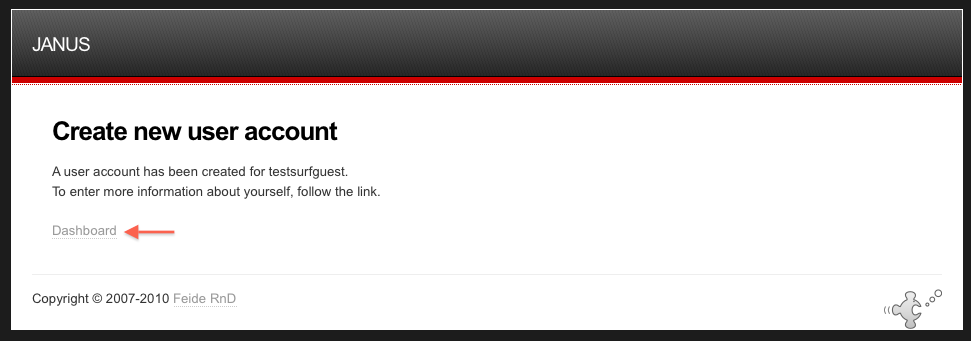 JANUS
Create new user account
A user account has been created for testsurfguest.
To enter more information about yourself, follow the link.
Dashboard
Copyright © 2007-2010 Feide RnD